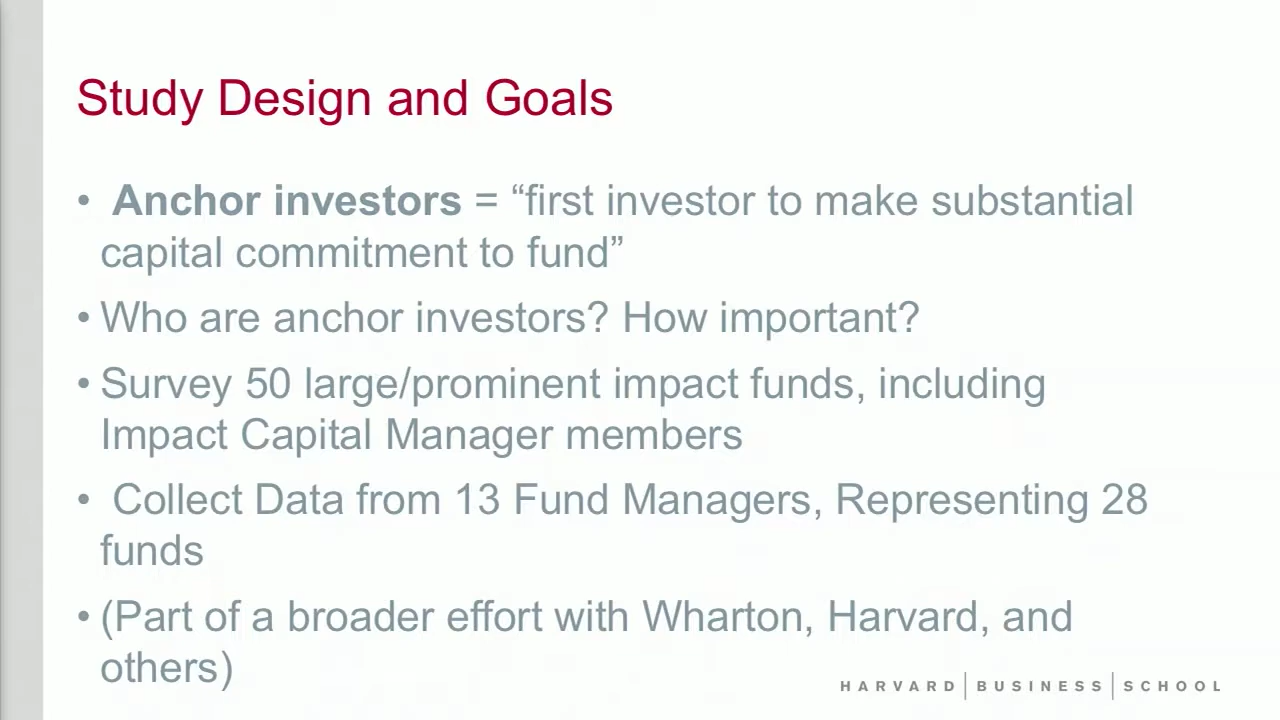 Study Design and Goals
• Anchor investors = “first investor to make substantial
capital commitment to fund”
• Who are anchor investors? How important?
• Survey 50 large/prominent impact funds, including
Impact Capital Manager members
• Collect Data from 13 Fund Managers, Representing 28
funds
• (Part of a broader effort with Wharton, Harvard, and
others)
HARVARD | BUSINESS | SCHOOL